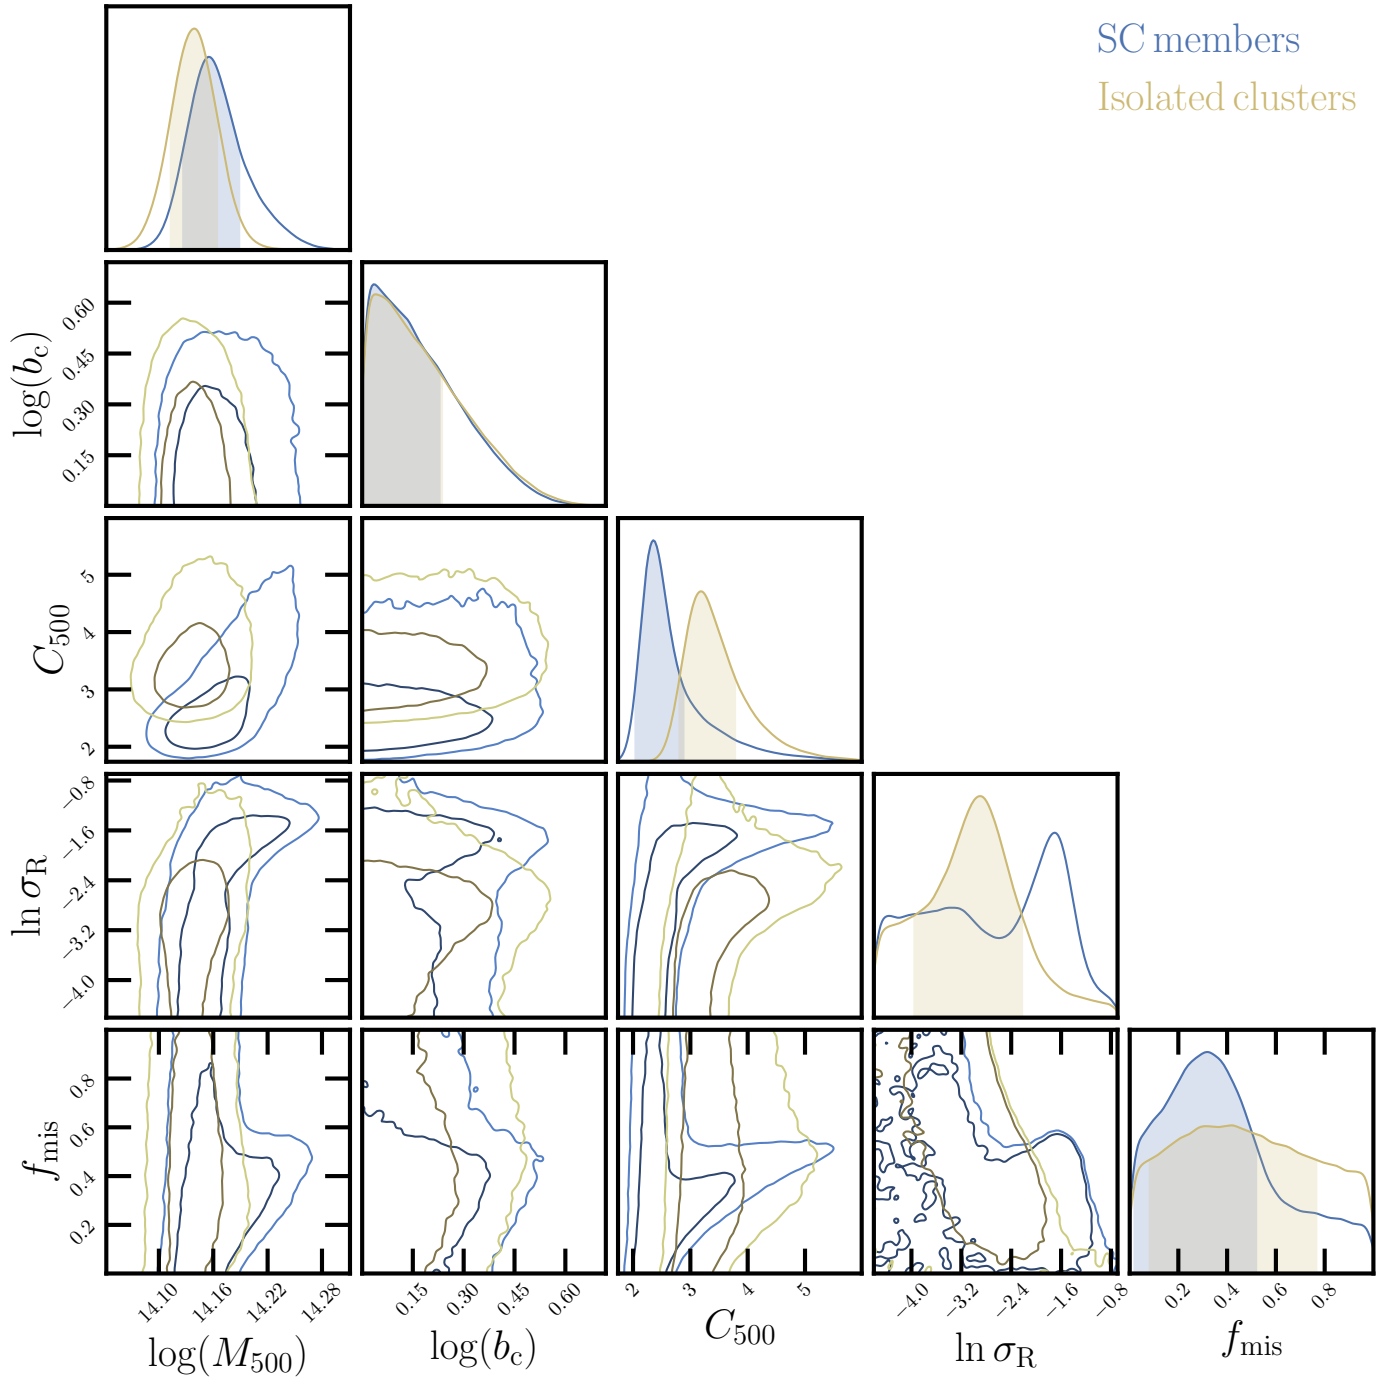 SC members
Isolated clusters
log(b_c)
0.60
0.45
0.30
0.15
C_500
5
4
3
2
ln σ_R
−0.8
−1.6
−2.4
−3.2
−4.0
f_mis
0.8
0.6
0.4
0.2
14.10 14.16 14.22 14.28
0.15 0.30 0.45 0.60
2 3 4 5
−4.0 −3.2 −2.4 −1.6 −0.8
0.2 0.4 0.6 0.8
log(M_500)
log(b_c)
C_500
ln σ_R
f_mis